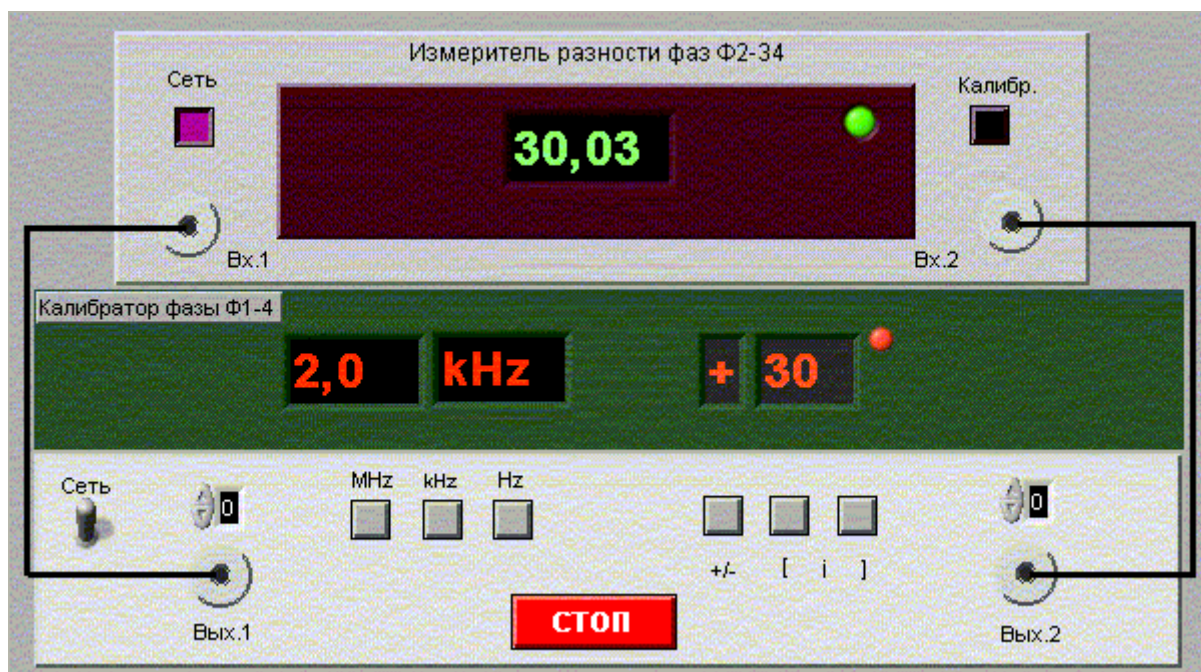 Измеритель разности фаз Ф2-34
Сеть
Калибр.
30,03
Вх.1
Вх.2
Калибратор фазы Ф1-4
2,0 kHz + 30
Сеть
0
MHz kHz Hz
0
+/- [ i ]
Вых.1
СТОП
Вых.2